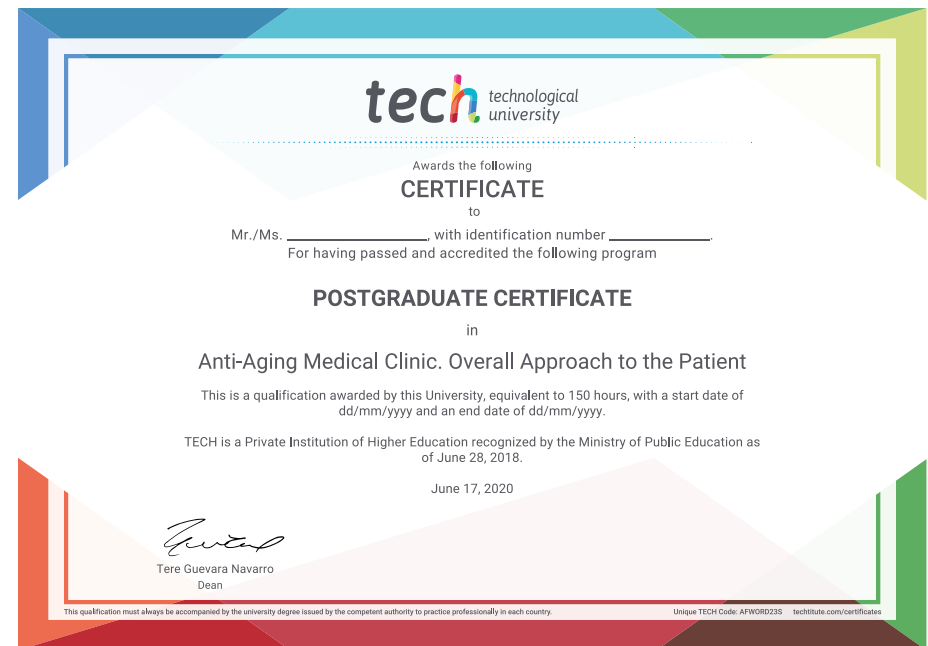 tech technological
university
Awards the following
CERTIFICATE
to
Mr./Ms. ____________, with identification number ____________.
For having passed and accredited the following program
POSTGRADUATE CERTIFICATE
in
Anti-Aging Medical Clinic. Overall Approach to the Patient
This is a qualification awarded by this University, equivalent to 150 hours, with a start date of
dd/mm/yyyy and an end date of dd/mm/yyyy.
TECH is a Private Institution of Higher Education recognized by the Ministry of Public Education as
of June 28, 2018.
June 17, 2020
Tere Guevara Navarro
Dean
This qualification must always be accompanied by the university degree issued by the competent authority to practice professionally in each country.
Unique TECH Code: AFWORD23S techtitute.com/certificates